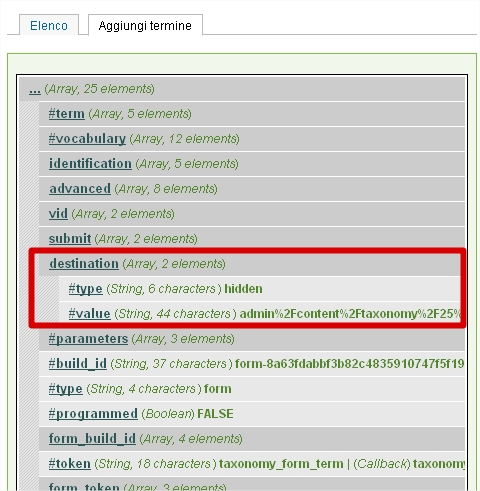 Elenco Aggiungi termine
... (Array, 25 elements)
#term (Array, 5 elements)
#vocabulary (Array, 12 elements)
identification (Array, 5 elements)
advanced (Array, 8 elements)
vid (Array, 2 elements)
submit (Array, 2 elements)
destination (Array, 2 elements)
#type (String, 6 characters ) hidden
#value (String, 44 characters ) admin%2Fcontent%2Ftaxonomy%2F25%
#parameters (Array, 3 elements)
#build_id (String, 37 characters ) form-8a63fdabbf3b82c4835910747f5f19
#type (String, 4 characters ) form
#programmed (Boolean) FALSE
form_build_id (Array, 4 elements)
#token (String, 18 characters ) taxonomy_form_term | (Callback) taxonomy
form_token (Array, 3 elements)